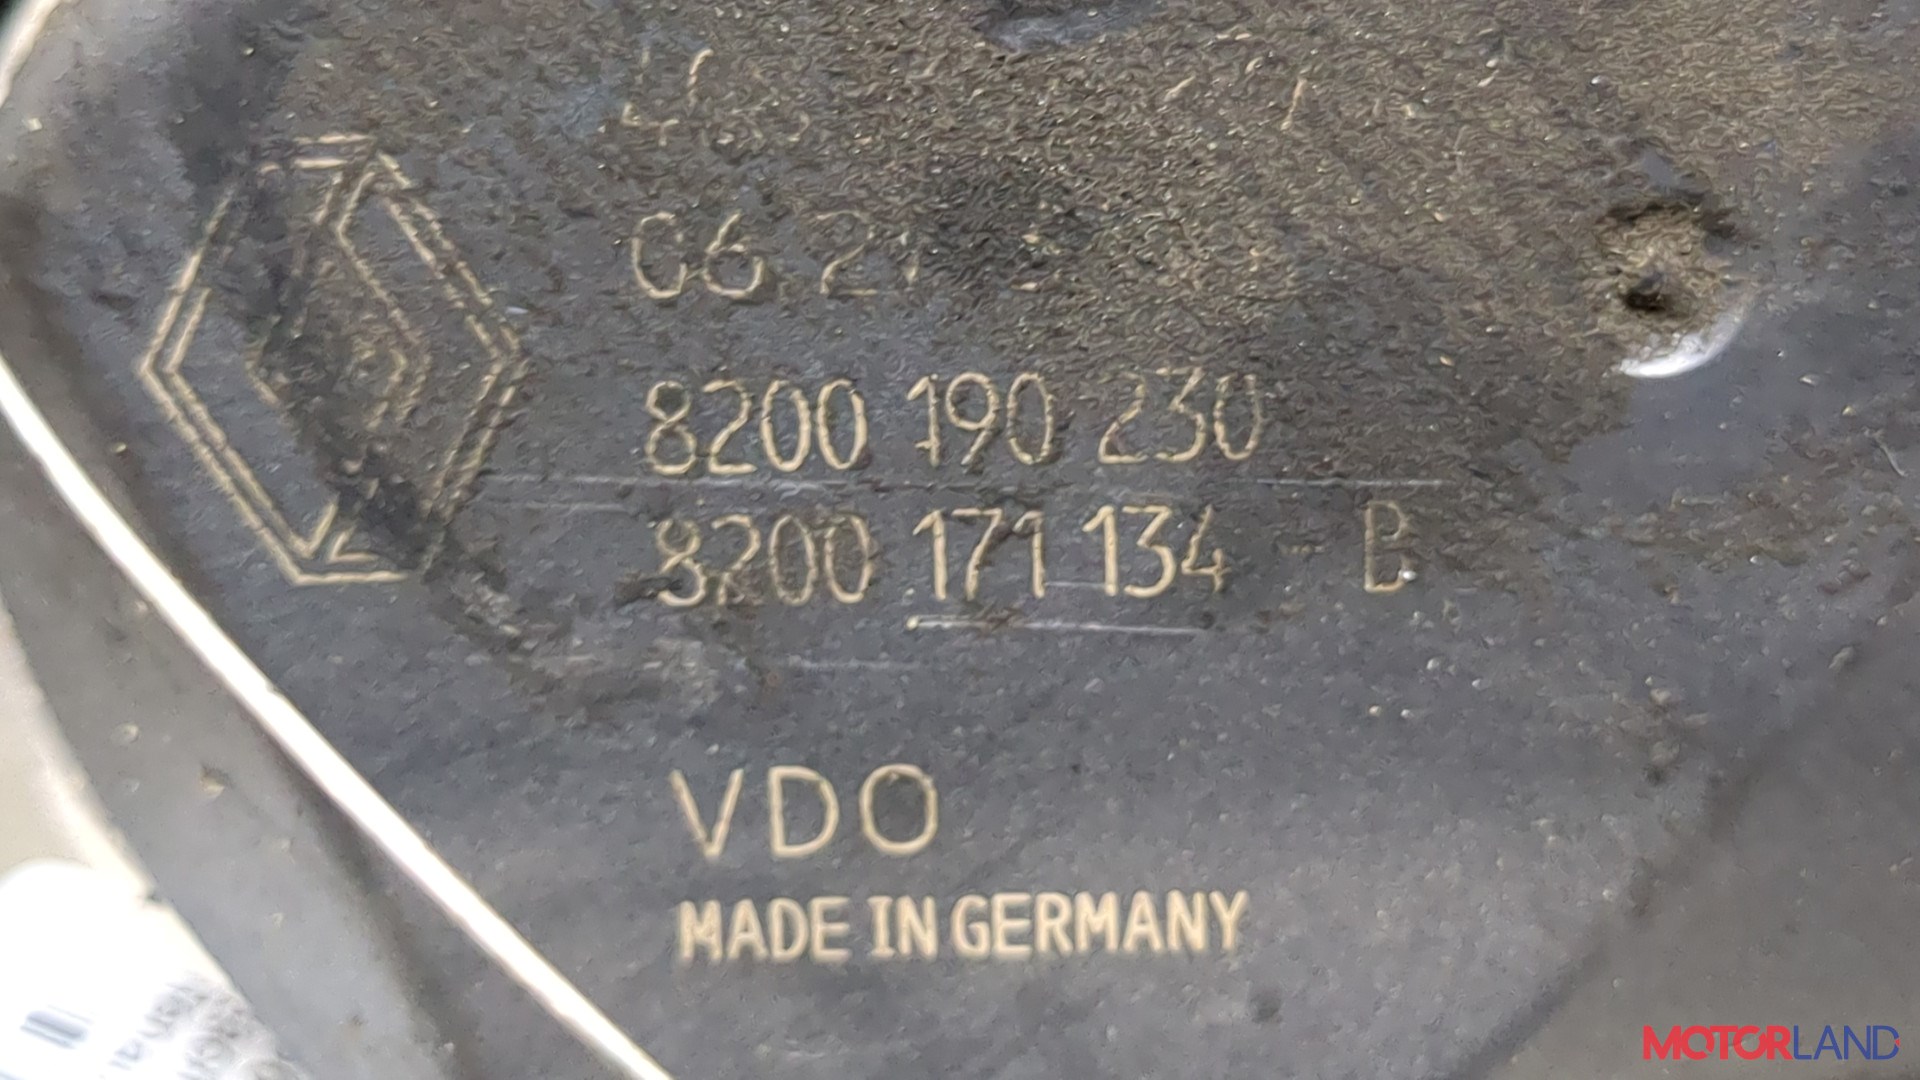 8200 190 230
8200 171 134 B
VDO
MADE IN GERMANY
MOTORLAND